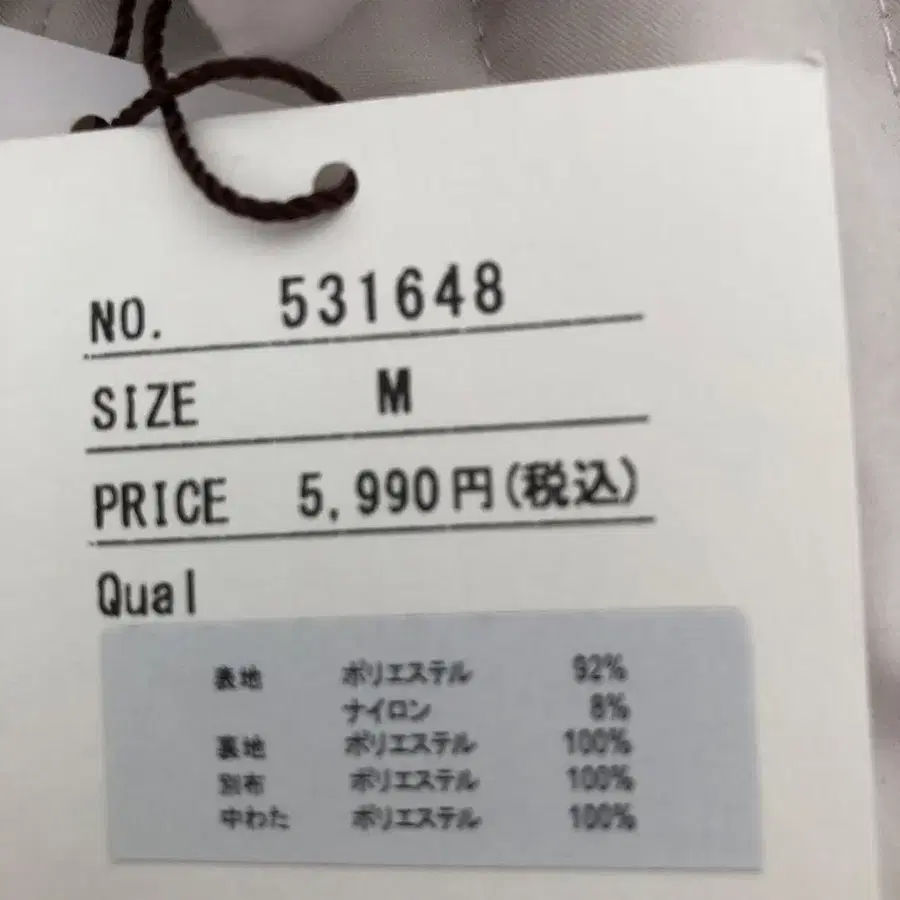 NO. 531648
SIZE M
PRICE 5,990円(税込)
Qual
表地 ポリエステル 92%
ナイロン 8%
裏地 ポリエステル 100%
別布 ポリエステル 100%
中わた ポリエステル 100%